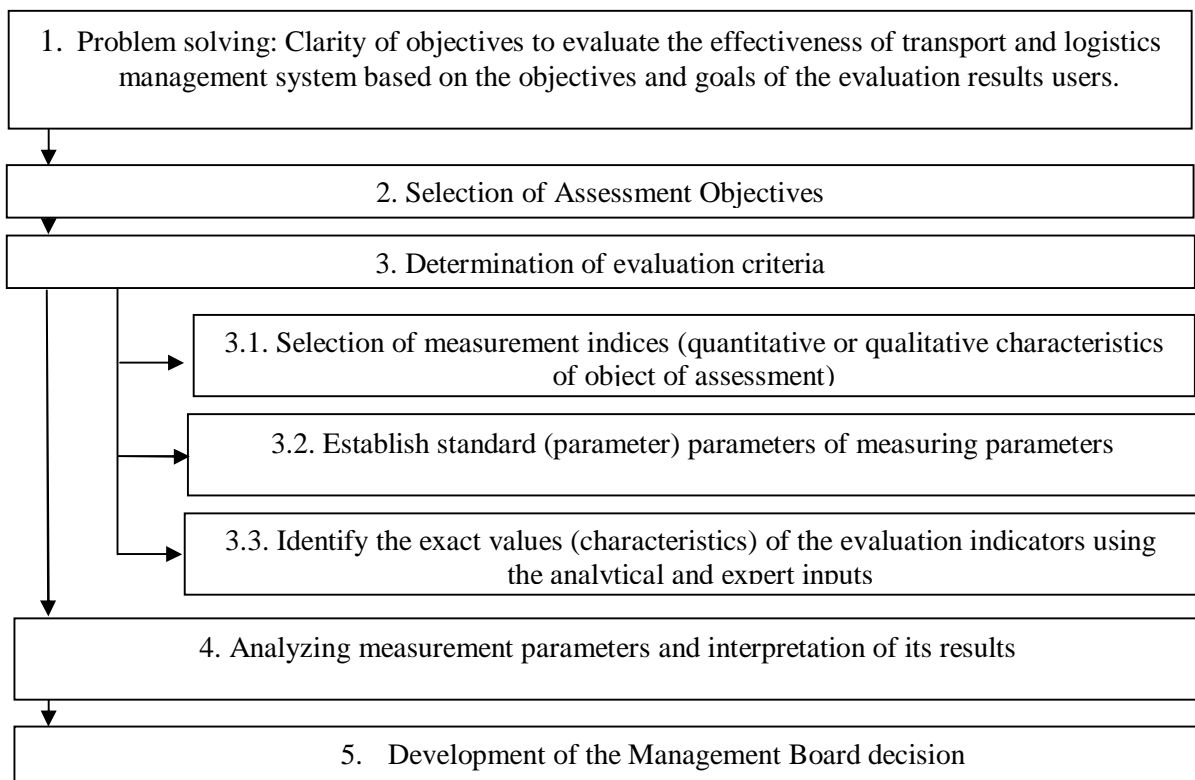 1. Problem solving: Clarity of objectives to evaluate the effectiveness of transport and logistics
management system based on the objectives and goals of the evaluation results users.
2. Selection of Assessment Objectives
3. Determination of evaluation criteria
3.1. Selection of measurement indices (quantitative or qualitative characteristics
of object of assessment)
3.2. Establish standard (parameter) parameters of measuring parameters
3.3. Identify the exact values (characteristics) of the evaluation indicators using
the analytical and expert inputs
4. Analyzing measurement parameters and interpretation of its results
5. Development of the Management Board decision